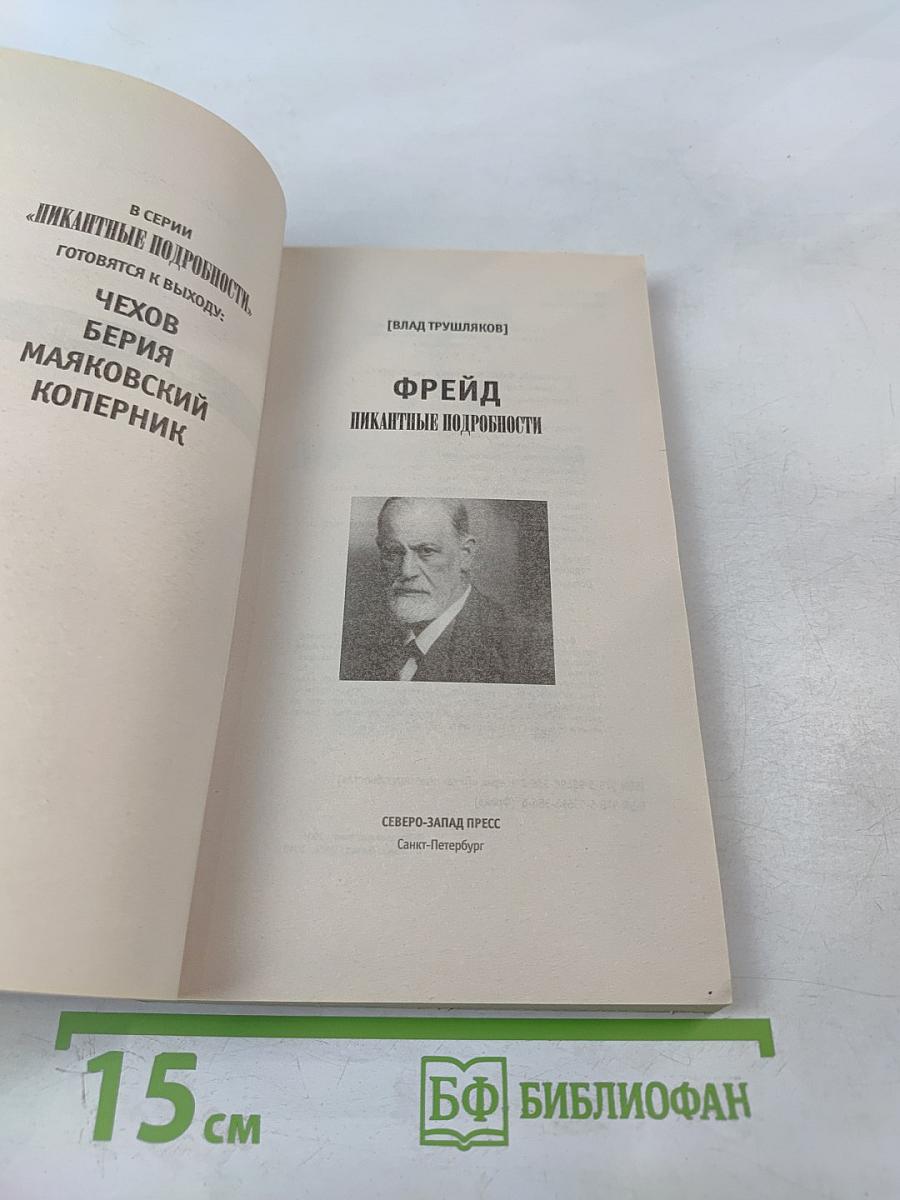 В СЕРИИ
«ПИКАНТНЫЕ ПОДРОБНОСТИ»
ГОТОВЯТСЯ К ВЫХОДУ:
ЧЕХОВ
БЕРИЯ
МАЯКОВСКИЙ
КОПЕРНИК
[ВЛАД ТРУШЛЯКОВ]
ФРЕЙД
ПИКАНТНЫЕ ПОДРОБНОСТИ
СЕВЕРО-ЗАПАД ПРЕСС
Санкт-Петербург
15 см
БФ БИБЛИОФАН